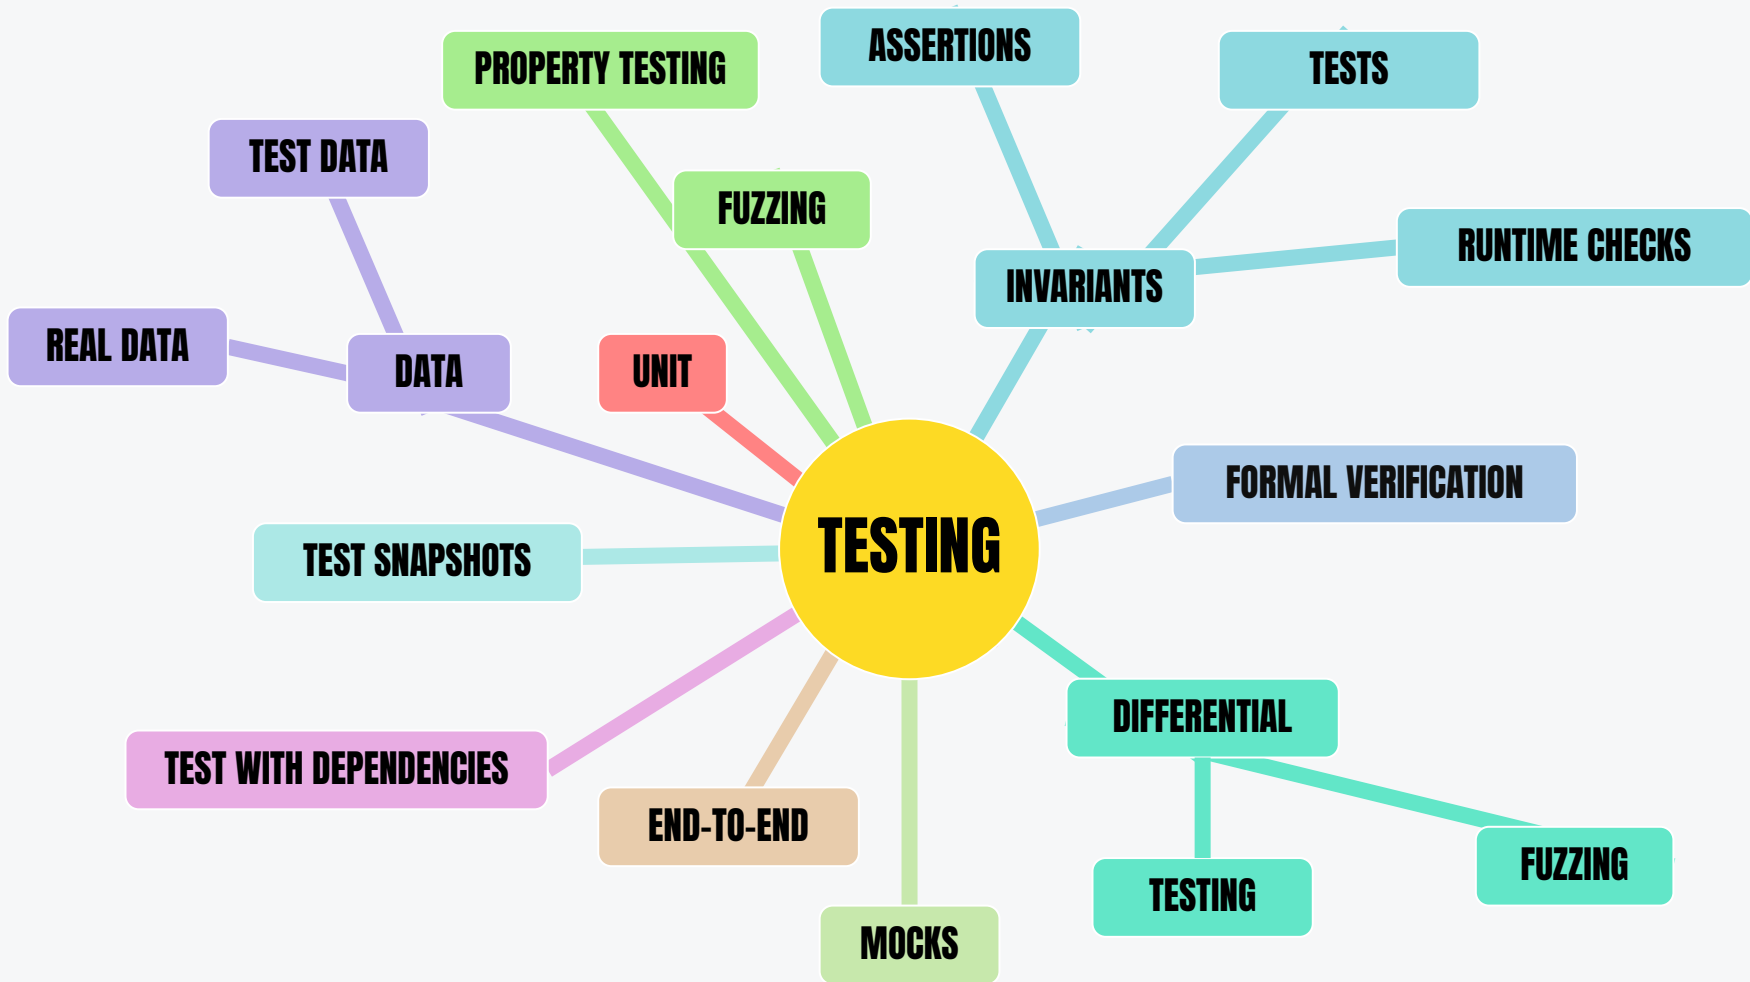 ASSERTIONS
PROPERTY TESTING
TESTS
TEST DATA
FUZZING
RUNTIME CHECKS
INVARIANTS
REAL DATA
DATA
UNIT
FORMAL VERIFICATION
TESTING
TEST SNAPSHOTS
DIFFERENTIAL
TEST WITH DEPENDENCIES
END-TO-END
FUZZING
TESTING
MOCKS